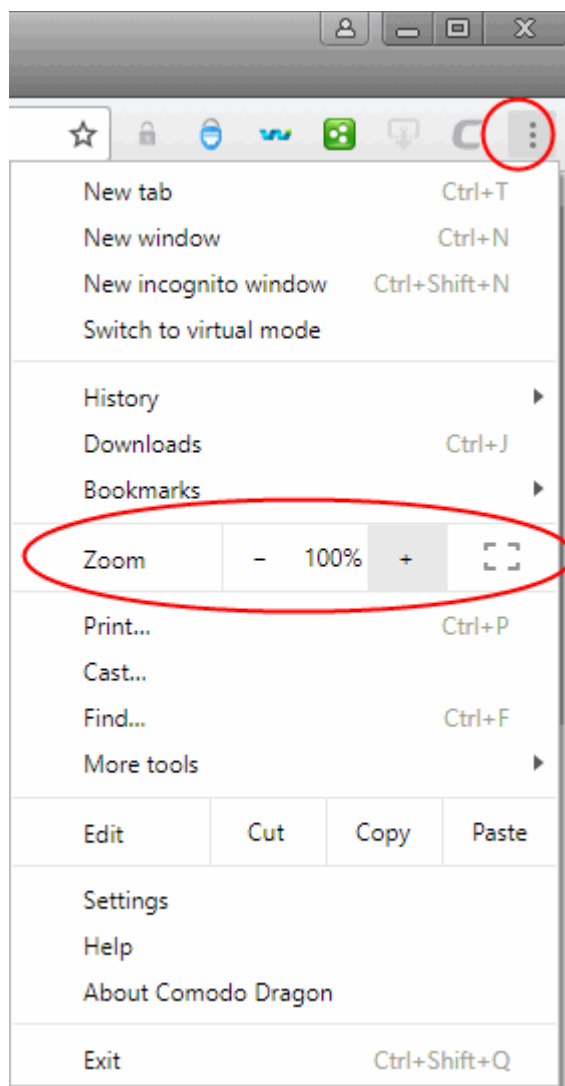 New tab Ctrl+T
New window Ctrl+N
New incognito window Ctrl+Shift+N
Switch to virtual mode
History
Downloads Ctrl+J
Bookmarks
Zoom − 100% +
Print... Ctrl+P
Cast...
Find... Ctrl+F
More tools
Edit Cut Copy Paste
Settings
Help
About Comodo Dragon
Exit Ctrl+Shift+Q